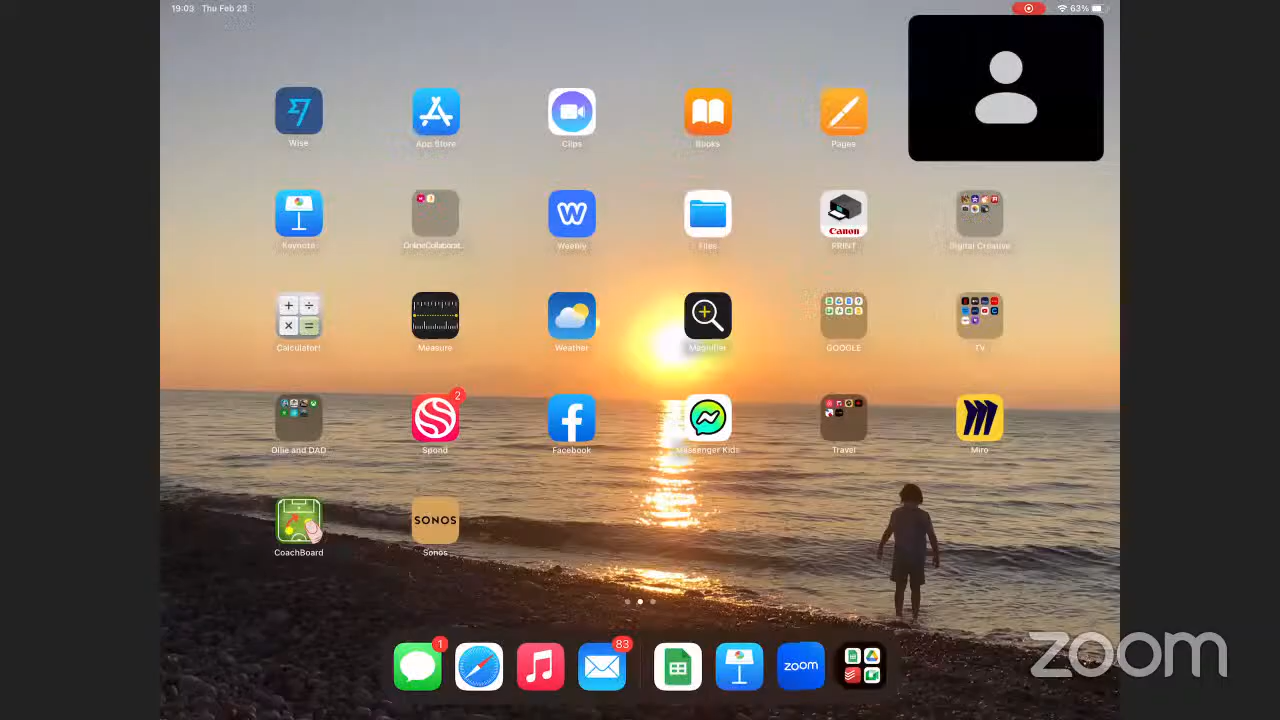 19:03 Thu Feb 23
63%
Wise
App Store
Clips
Books
Pages
Keynote
OnlineCollaborat...
W
Weebly
Files
Canon
PRINT
Digital Creative
Calculator!
Measure
Weather
Magnifier
GOOGLE
TV
Ollie and DAD
2
Spond
Facebook
Messenger Kids
Travel
Miro
CoachBoard
SONOS
Sonos
1
83
zoom
zoom